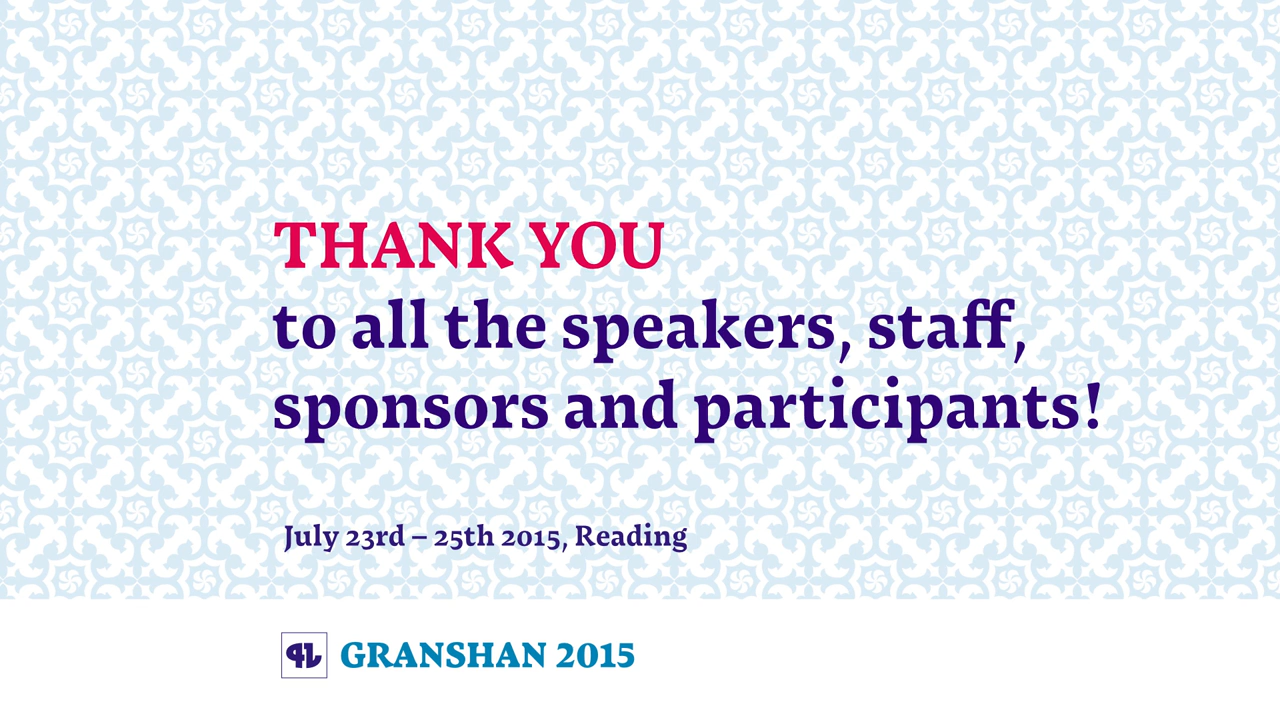 THANK YOU
to all the speakers, staff,
sponsors and participants!
July 23rd – 25th 2015, Reading
GRANSHAN 2015